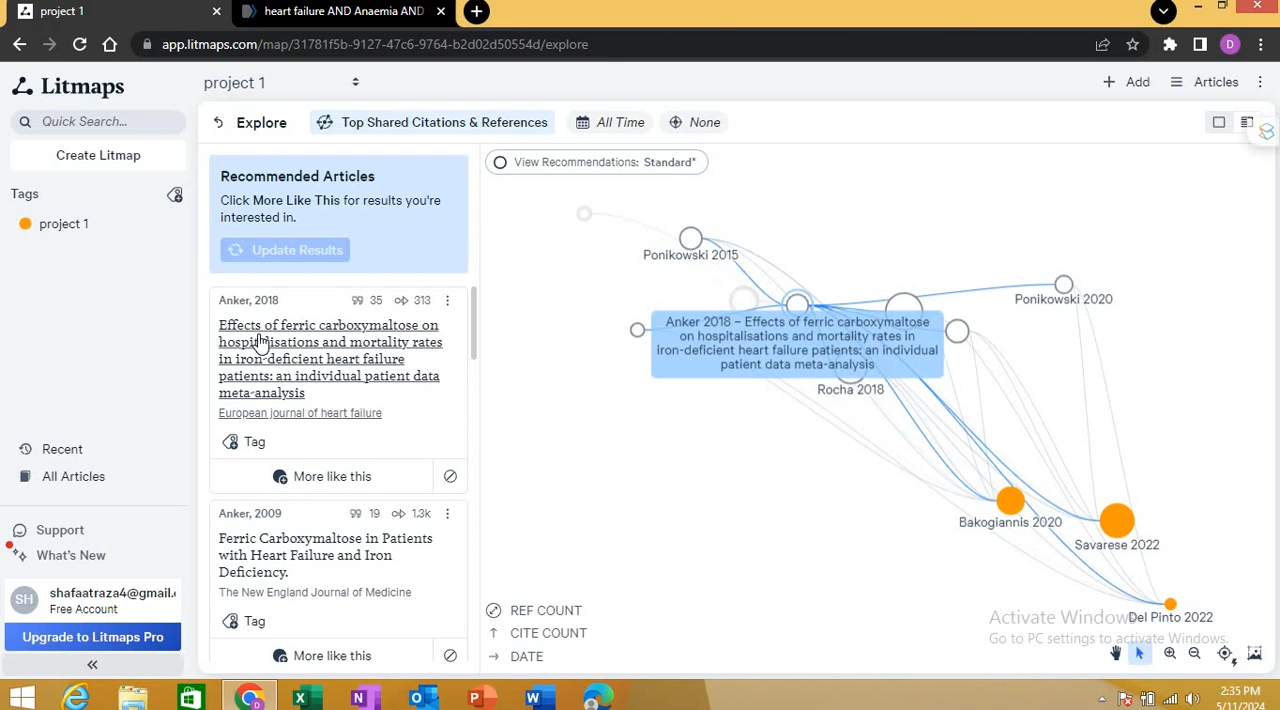 project 1
heart failure AND Anaemia AND
app.litmaps.com/map/31781f5b-9127-47c6-9764-b2d02d50554d/explore
D
Litmaps
project 1
Add
Articles
Quick Search...
Explore
Top Shared Citations & References
All Time
None
Create Litmap
Tags
project 1
Recommended Articles
Click More Like This for results you're
interested in.
Update Results
View Recommendations: Standard*
Anker, 2018
35
313
Effects of ferric carboxymaltose on
hospitalisations and mortality rates
in iron-deficient heart failure
patients: an individual patient data
meta-analysis
European journal of heart failure
Tag
More like this
Anker, 2009
19
1.3k
Ferric Carboxymaltose in Patients
with Heart Failure and Iron
Deficiency.
The New England Journal of Medicine
Tag
More like this
Ponikowski 2015
Ponikowski 2020
Anker 2018 – Effects of ferric carboxymaltose
on hospitalisations and mortality rates in
iron-deficient heart failure patients: an individual
patient data meta-analysis
Rocha 2018
Bakogiannis 2020
Savarese 2022
Del Pinto 2022
REF COUNT
CITE COUNT
DATE
Activate Windows
Go to PC settings to activate Windows.
Recent
All Articles
Support
What's New
SH
shafaatraza4@gmail.
Free Account
Upgrade to Litmaps Pro
2:35 PM
5/11/2024